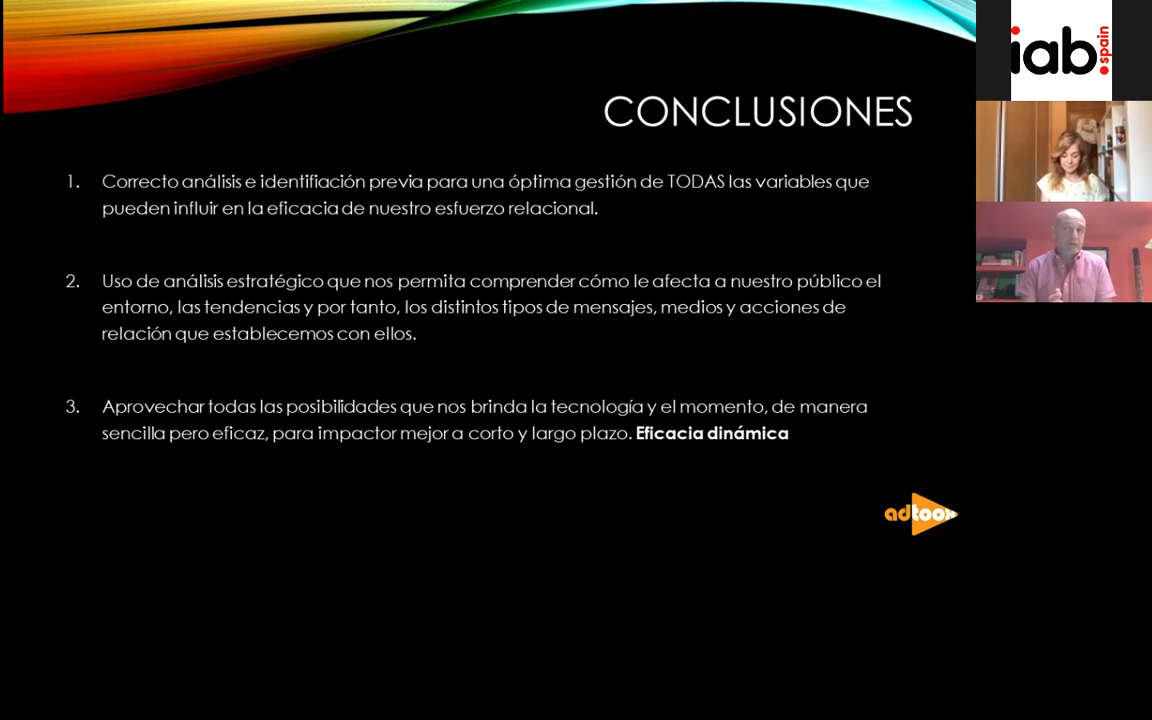 CONCLUSIONES
1. Correcto análisis e identifiación previa para una óptima gestión de TODAS las variables que
pueden influir en la eficacia de nuestro esfuerzo relacional.
2. Uso de análisis estratégico que nos permita comprender cómo le afecta a nuestro público el
entorno, las tendencias y por tanto, los distintos tipos de mensajes, medios y acciones de
relación que establecemos con ellos.
3. Aprovechar todas las posibilidades que nos brinda la tecnología y el momento, de manera
sencilla pero eficaz, para impactor mejor a corto y largo plazo. Eficacia dinámica
adtoox
iab.spain